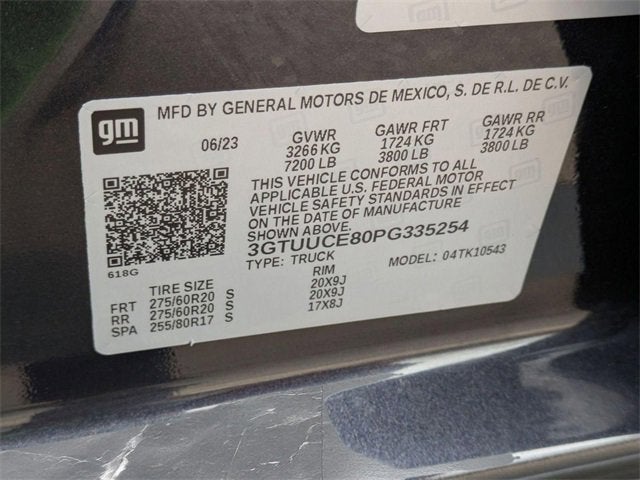 gm
MFD BY GENERAL MOTORS DE MEXICO, S. DE R.L. DE C.V.
06/23 GVWR GAWR FRT GAWR RR
3266 KG 1724 KG 1724 KG
7200 LB 3800 LB 3800 LB
THIS VEHICLE CONFORMS TO ALL
APPLICABLE U.S. FEDERAL MOTOR
VEHICLE SAFETY STANDARDS IN EFFECT
ON THE DATE OF MANUFACTURE
SHOWN ABOVE.
3GTUUCE80PG335254
TYPE: TRUCK MODEL: 04TK10543
618G
TIRE SIZE RIM
FRT 275/60R20 S 20X9J
RR 275/60R20 S 20X9J
SPA 255/80R17 S 17X8J